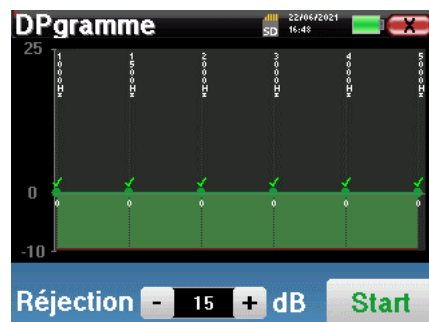 DPgramme
SD
22/06/2021
16:48
X
25
1000Hz
1500Hz
2000Hz
3000Hz
4000Hz
5000Hz
0
0 0 0 0 0 0
-10
Réjection - 15 + dB Start